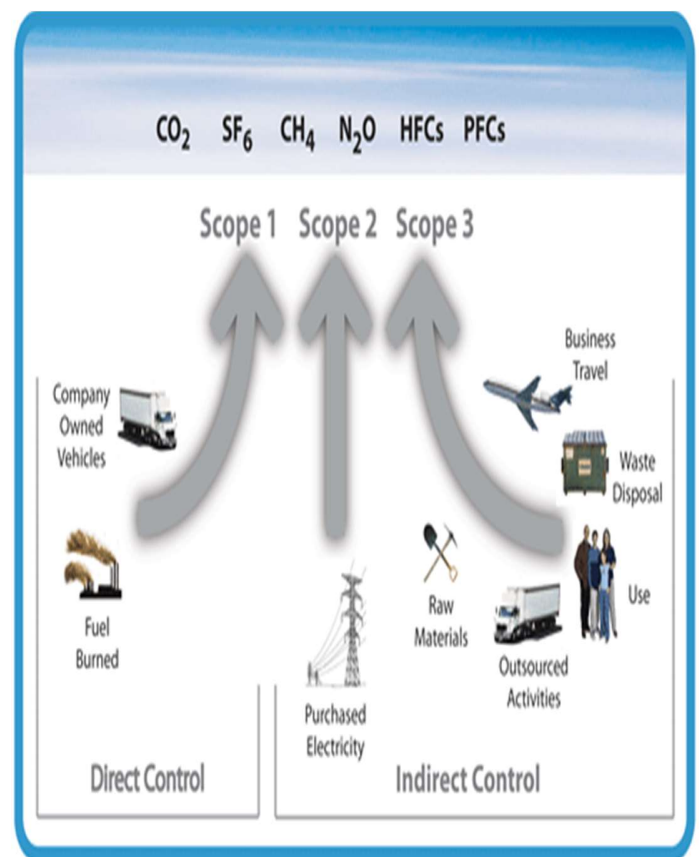 CO₂ SF₆ CH₄ N₂O HFCs PFCs
Scope 1 Scope 2 Scope 3
Business
Travel
Company
Owned
Vehicles
Waste
Disposal
Use
Raw
Materials
Fuel
Burned
Outsourced
Activities
Purchased
Electricity
Direct Control
Indirect Control